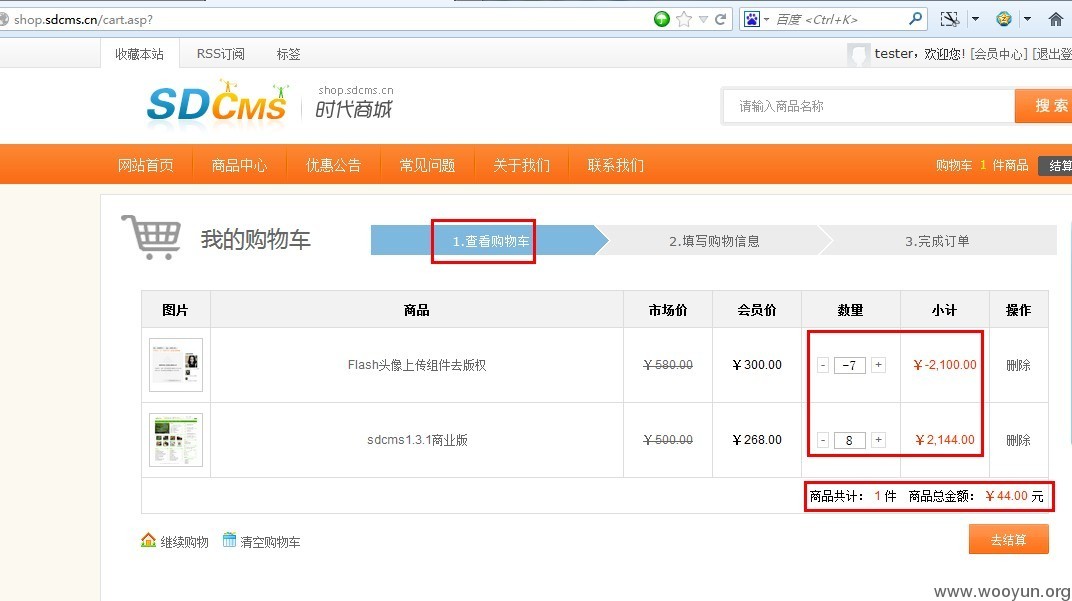 shop.sdcms.cn/cart.asp?
百度 <Ctrl+K>
收藏本站 RSS订阅 标签
tester，欢迎您! [会员中心] [退出登
SDCMS
shop.sdcms.cn
时代商城
请输入商品名称
搜 索
网站首页 商品中心 优惠公告 常见问题 关于我们 联系我们
购物车 1 件商品 结算
我的购物车
1.查看购物车 2.填写购物信息 3.完成订单
图片 商品 市场价 会员价 数量 小计 操作
Flash头像上传组件去版权 ￥580.00 ￥300.00 - -7 + ￥-2,100.00 删除
sdcms1.3.1商业版 ￥500.00 ￥268.00 - 8 + ￥2,144.00 删除
商品共计： 1 件 商品总金额： ￥44.00 元
继续购物 清空购物车
去结算
www.wooyun.org